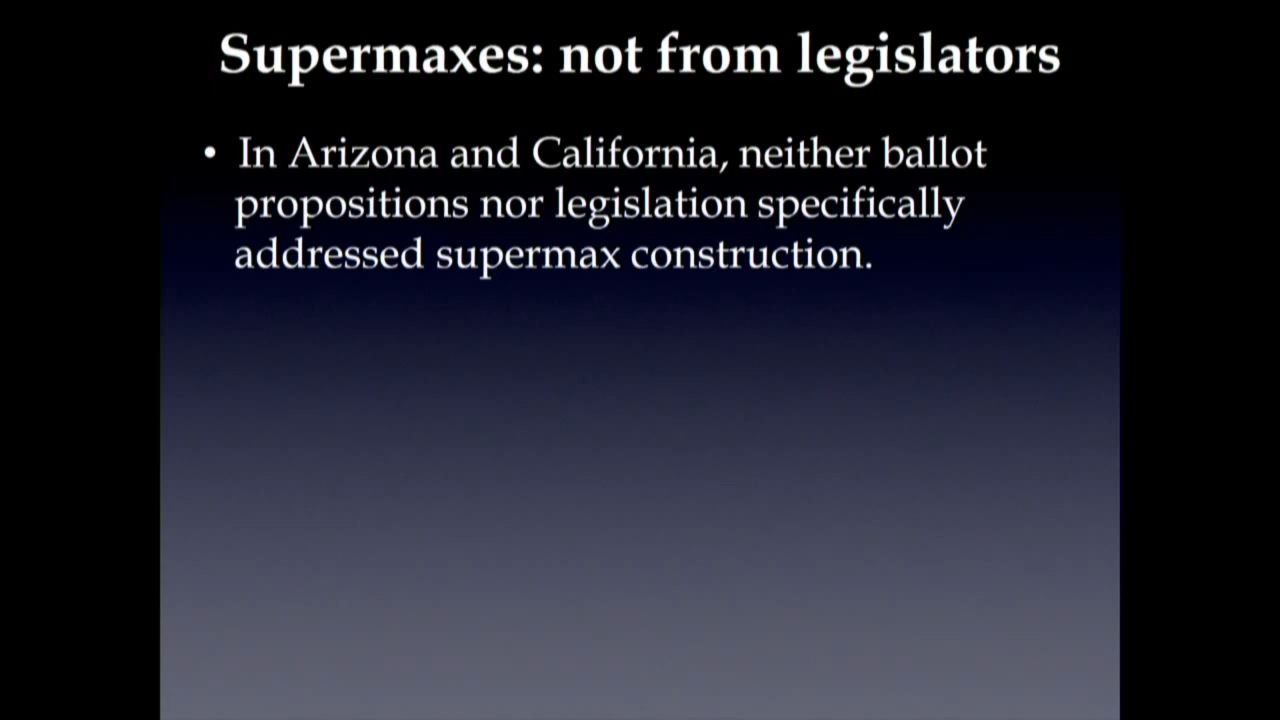 Supermaxes: not from legislators
• In Arizona and California, neither ballot
propositions nor legislation specifically
addressed supermax construction.